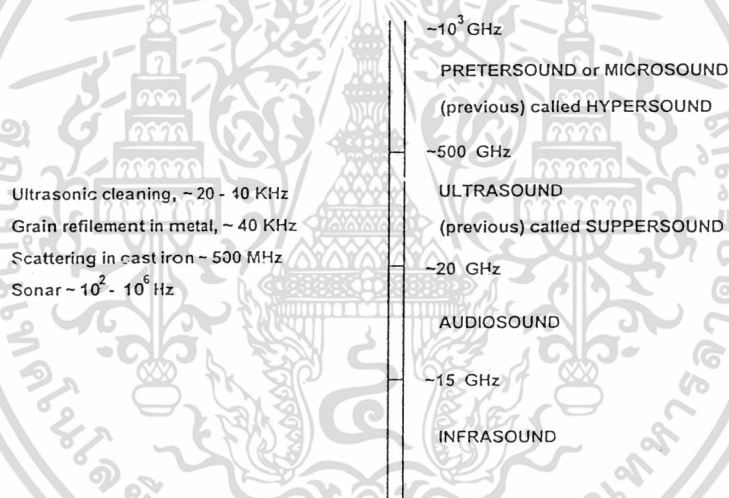 ~10³ GHz
PRETERSOUND or MICROSOUND
(previous) called HYPERSOUND
~500 GHz
ULTRASOUND
(previous) called SUPPERSOUND
~20 GHz
AUDIOSOUND
~15 GHz
INFRASOUND
Ultrasonic cleaning, ~ 20 - 40 KHz
Grain refilement in metal, ~ 40 KHz
Scattering in cast iron ~ 500 MHz
Sonar ~ 10² - 10⁶ Hz